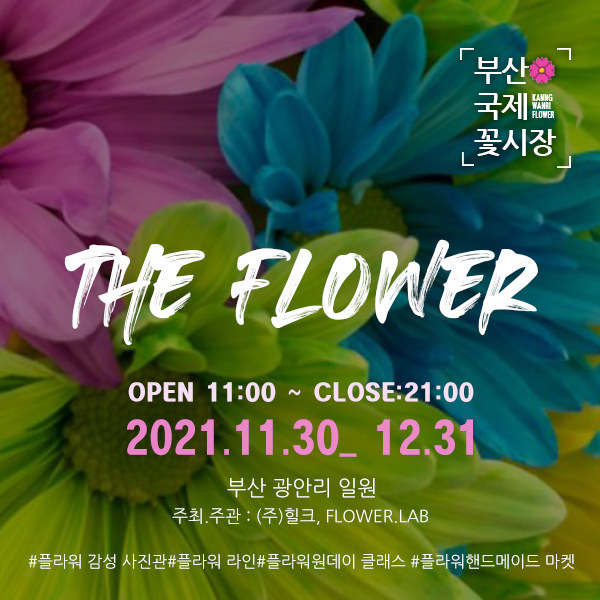 부산
국제
KANNG
WANRI
FLOWER
꽃시장
THE FLOWER
OPEN 11:00 ~ CLOSE:21:00
2021.11.30_ 12.31
부산 광안리 일원
주최.주관 : (주)힐크, FLOWER.LAB
#플라워 감성 사진관#플라워 라인#플라워원데이 클래스 #플라워핸드메이드 마켓